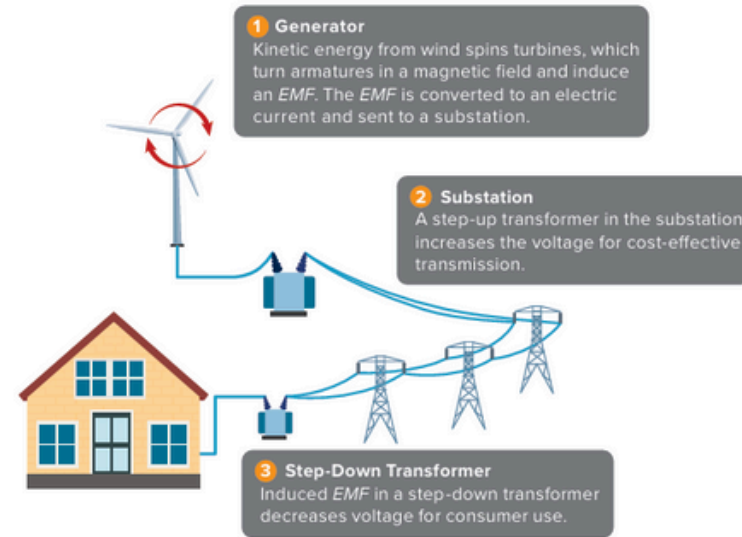 1 Generator
Kinetic energy from wind spins turbines, which
turn armatures in a magnetic field and induce
an EMF. The EMF is converted to an electric
current and sent to a substation.
2 Substation
A step-up transformer in the substation
increases the voltage for cost-effective
transmission.
3 Step-Down Transformer
Induced EMF in a step-down transformer
decreases voltage for consumer use.